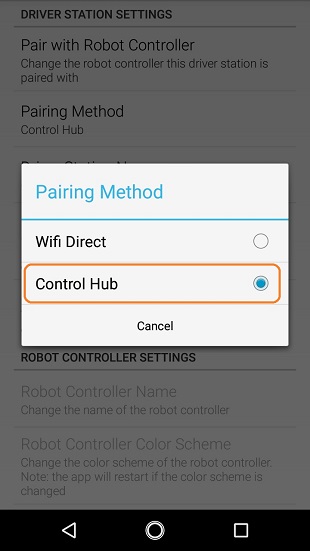 DRIVER STATION SETTINGS
Pair with Robot Controller
Change the robot controller this driver station is
paired with
Pairing Method
Control Hub
Pairing Method
Wifi Direct
Control Hub
Cancel
ROBOT CONTROLLER SETTINGS
Robot Controller Name
Change the name of the robot controller
Robot Controller Color Scheme
Change the color scheme of the robot controller.
Note: the app will restart if the color scheme is
changed